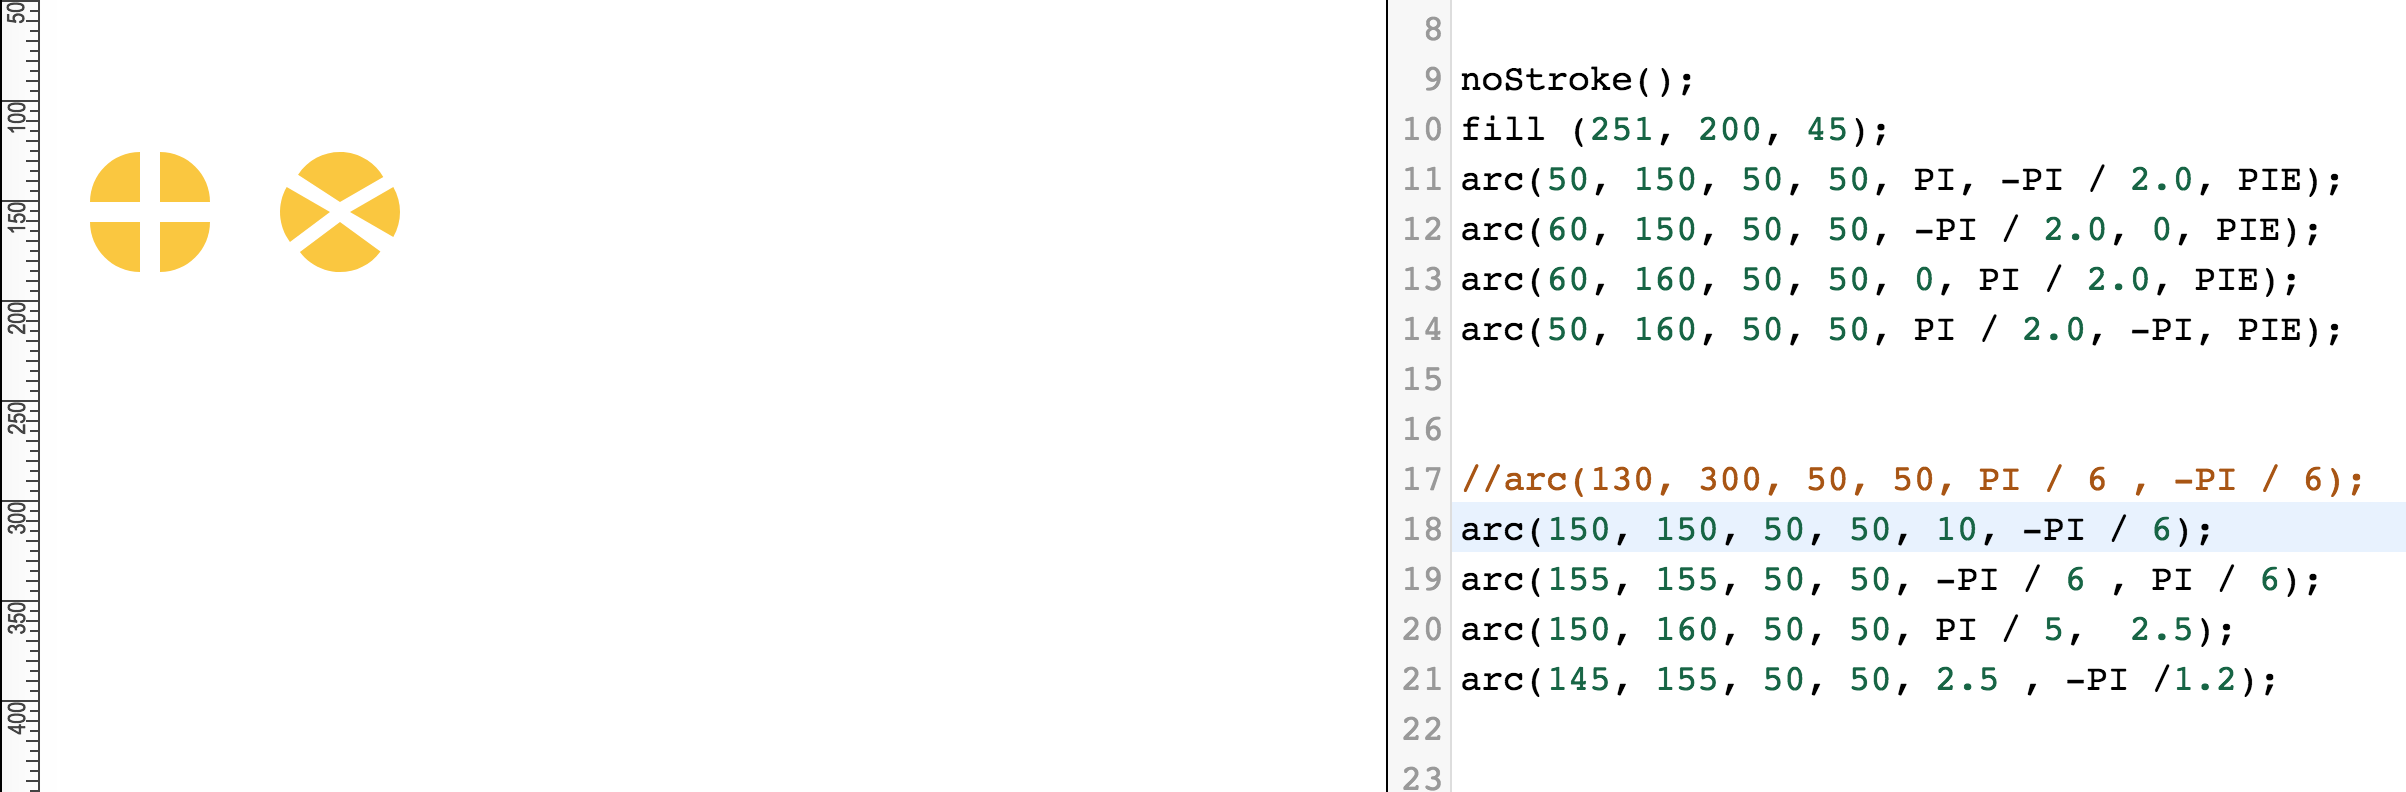 50
100
150
200
250
300
350
400
8
9 noStroke();
10 fill (251, 200, 45);
11 arc(50, 150, 50, 50, PI, -PI / 2.0, PIE);
12 arc(60, 150, 50, 50, -PI / 2.0, 0, PIE);
13 arc(60, 160, 50, 50, 0, PI / 2.0, PIE);
14 arc(50, 160, 50, 50, PI / 2.0, -PI, PIE);
15
16
17 //arc(130, 300, 50, 50, PI / 6 , -PI / 6);
18 arc(150, 150, 50, 50, 10, -PI / 6);
19 arc(155, 155, 50, 50, -PI / 6 , PI / 6);
20 arc(150, 160, 50, 50, PI / 5,  2.5);
21 arc(145, 155, 50, 50, 2.5 , -PI /1.2);
22
23